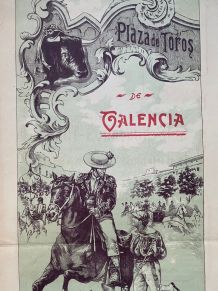 Plaza de Toros
DE
VALENCIA